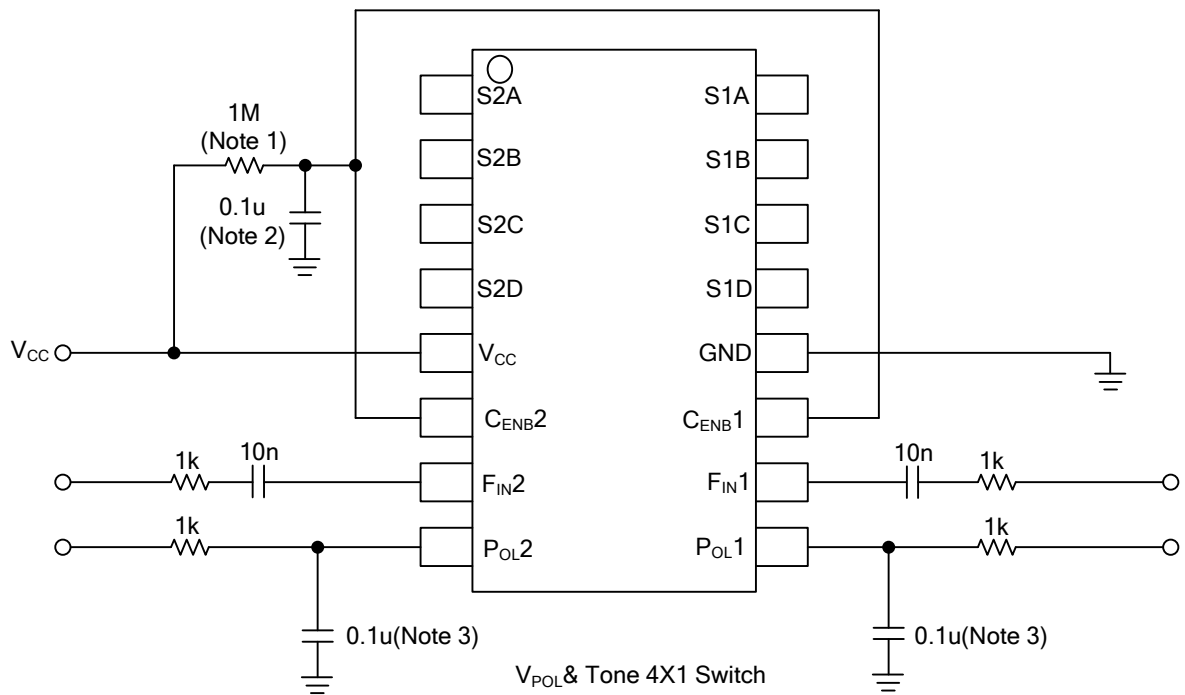 S2A S1A
1M
(Note 1)
S2B S1B
0.1u
(Note 2)
S2C S1C
S2D S1D
VCC VCC GND
CENB2 CENB1
1k 10n FIN2 FIN1 10n 1k
1k POL2 POL1 1k
0.1u(Note 3) 0.1u(Note 3)
VPOL& Tone 4X1 Switch